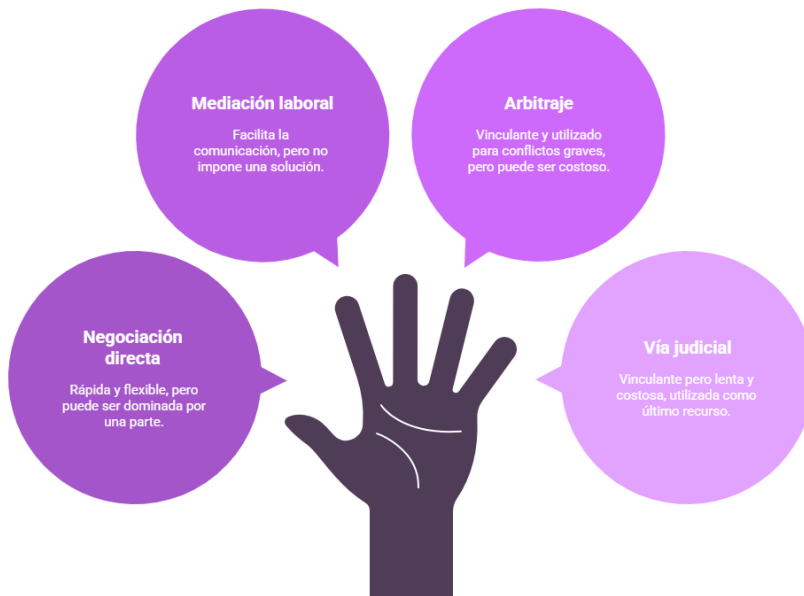 Mediación laboral
Facilita la
comunicación, pero no
impone una solución.
Arbitraje
Vinculante y utilizado
para conflictos graves,
pero puede ser costoso.
Negociación
directa
Rápida y flexible, pero
puede ser dominada por
una parte.
Vía judicial
Vinculante pero lenta y
costosa, utilizada como
último recurso.